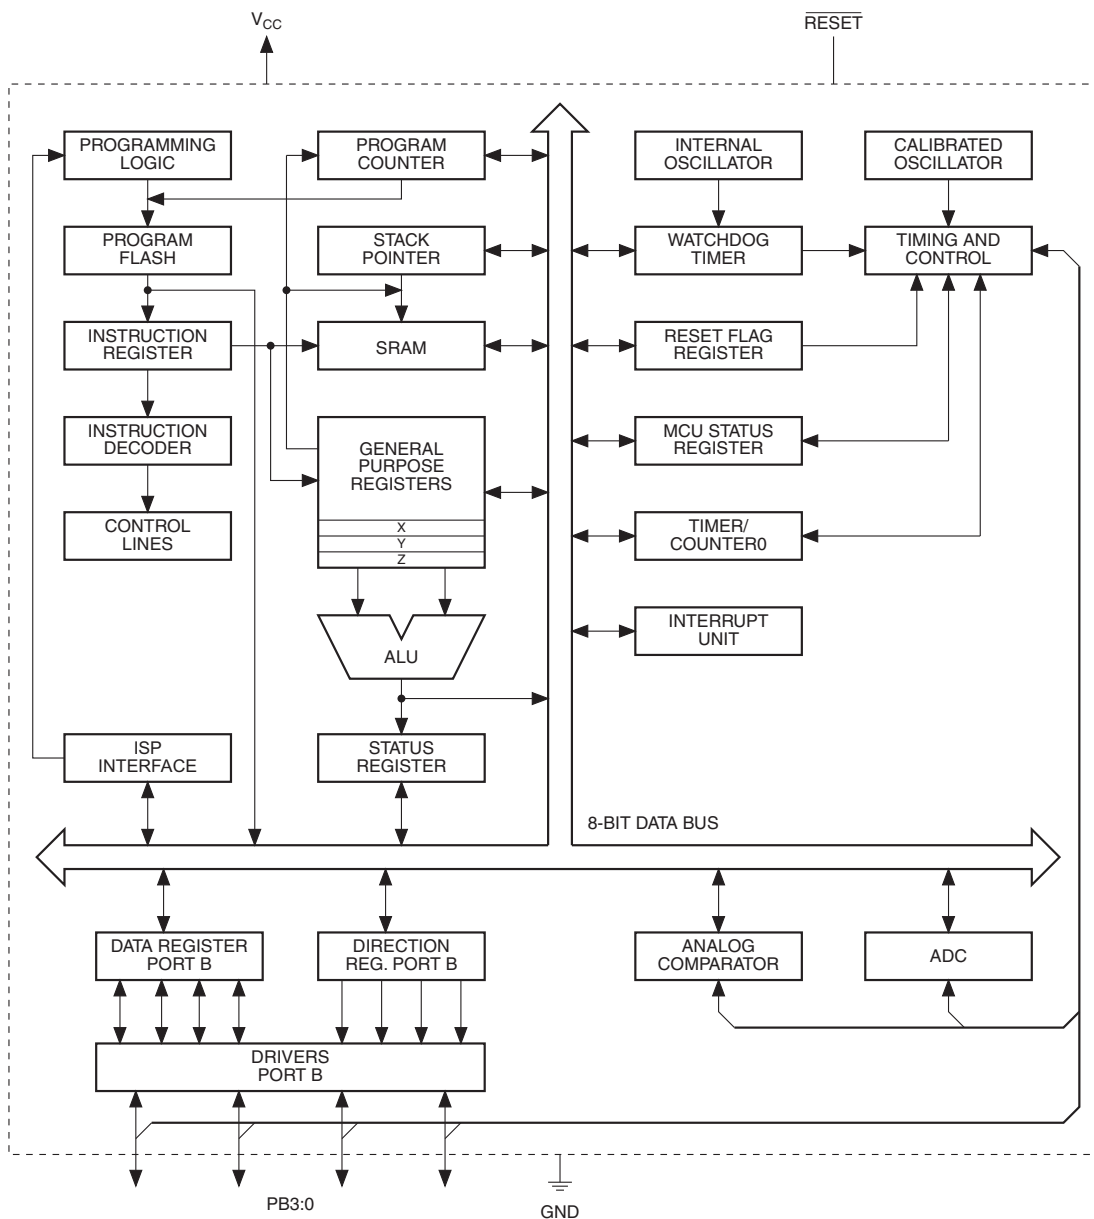 VCC
RESET
PROGRAMMING
LOGIC
PROGRAM
COUNTER
INTERNAL
OSCILLATOR
CALIBRATED
OSCILLATOR
PROGRAM
FLASH
STACK
POINTER
WATCHDOG
TIMER
TIMING AND
CONTROL
INSTRUCTION
REGISTER
SRAM
RESET FLAG
REGISTER
INSTRUCTION
DECODER
GENERAL
PURPOSE
REGISTERS
X
Y
Z
MCU STATUS
REGISTER
CONTROL
LINES
TIMER/
COUNTER0
ALU
INTERRUPT
UNIT
ISP
INTERFACE
STATUS
REGISTER
8-BIT DATA BUS
DATA REGISTER
PORT B
DIRECTION
REG. PORT B
ANALOG
COMPARATOR
ADC
DRIVERS
PORT B
PB3:0
GND